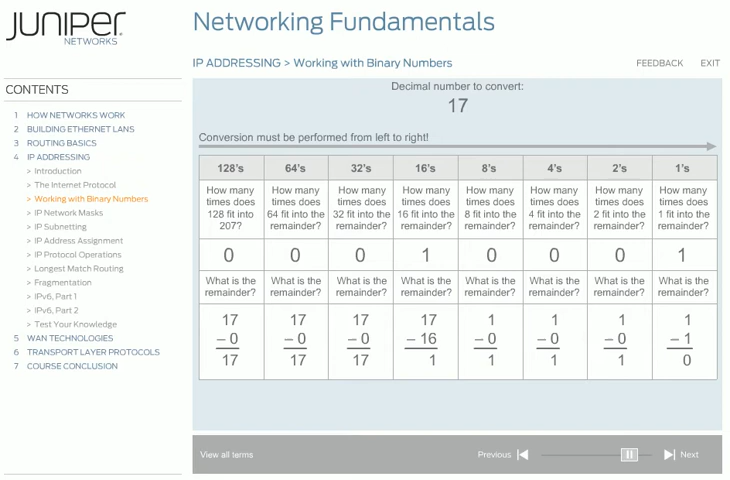 JUNIPER
NETWORKS
Networking Fundamentals
IP ADDRESSING > Working with Binary Numbers
FEEDBACK EXIT
CONTENTS
1 HOW NETWORKS WORK
2 BUILDING ETHERNET LANS
3 ROUTING BASICS
4 IP ADDRESSING
> Introduction
> The Internet Protocol
> Working with Binary Numbers
> IP Network Masks
> IP Subnetting
> IP Address Assignment
> IP Protocol Operations
> Longest Match Routing
> Fragmentation
> IPv6, Part 1
> IPv6, Part 2
> Test Your Knowledge
5 WAN TECHNOLOGIES
6 TRANSPORT LAYER PROTOCOLS
7 COURSE CONCLUSION
Decimal number to convert:
17
Conversion must be performed from left to right!
128's 64's 32's 16's 8's 4's 2's 1's
How many How many How many How many How many How many How many How many
times does times does times does times does times does times does times does times does
128 fit into 64 fit into the 32 fit into the 16 fit into the 8 fit into the 4 fit into the 2 fit into the 1 fit into the
207? remainder? remainder? remainder? remainder? remainder? remainder? remainder?
0 0 0 1 0 0 0 1
What is the What is the What is the What is the What is the What is the What is the What is the
remainder? remainder? remainder? remainder? remainder? remainder? remainder? remainder?
17 17 17 17 1 1 1 1
– 0 – 0 – 0 – 16 – 0 – 0 – 0 – 1
17 17 17 1 1 1 1 0
View all terms
Previous Next